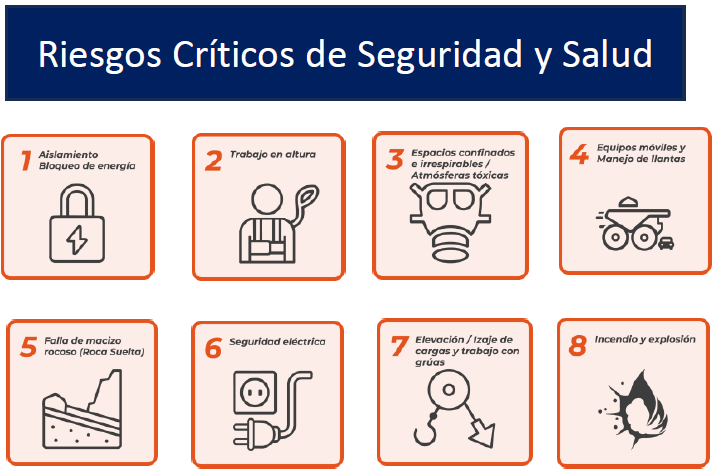 Riesgos Críticos de Seguridad y Salud
1 Aislamiento
Bloqueo de energía
2 Trabajo en altura
3 Espacios confinados
e irrespirables /
Atmósferas tóxicas
4 Equipos móviles y
Manejo de llantas
5 Falla de macizo
rocoso (Roca Suelta)
6 Seguridad eléctrica
7 Elevación / Izaje de
cargas y trabajo con
grúas
8 Incendio y explosión